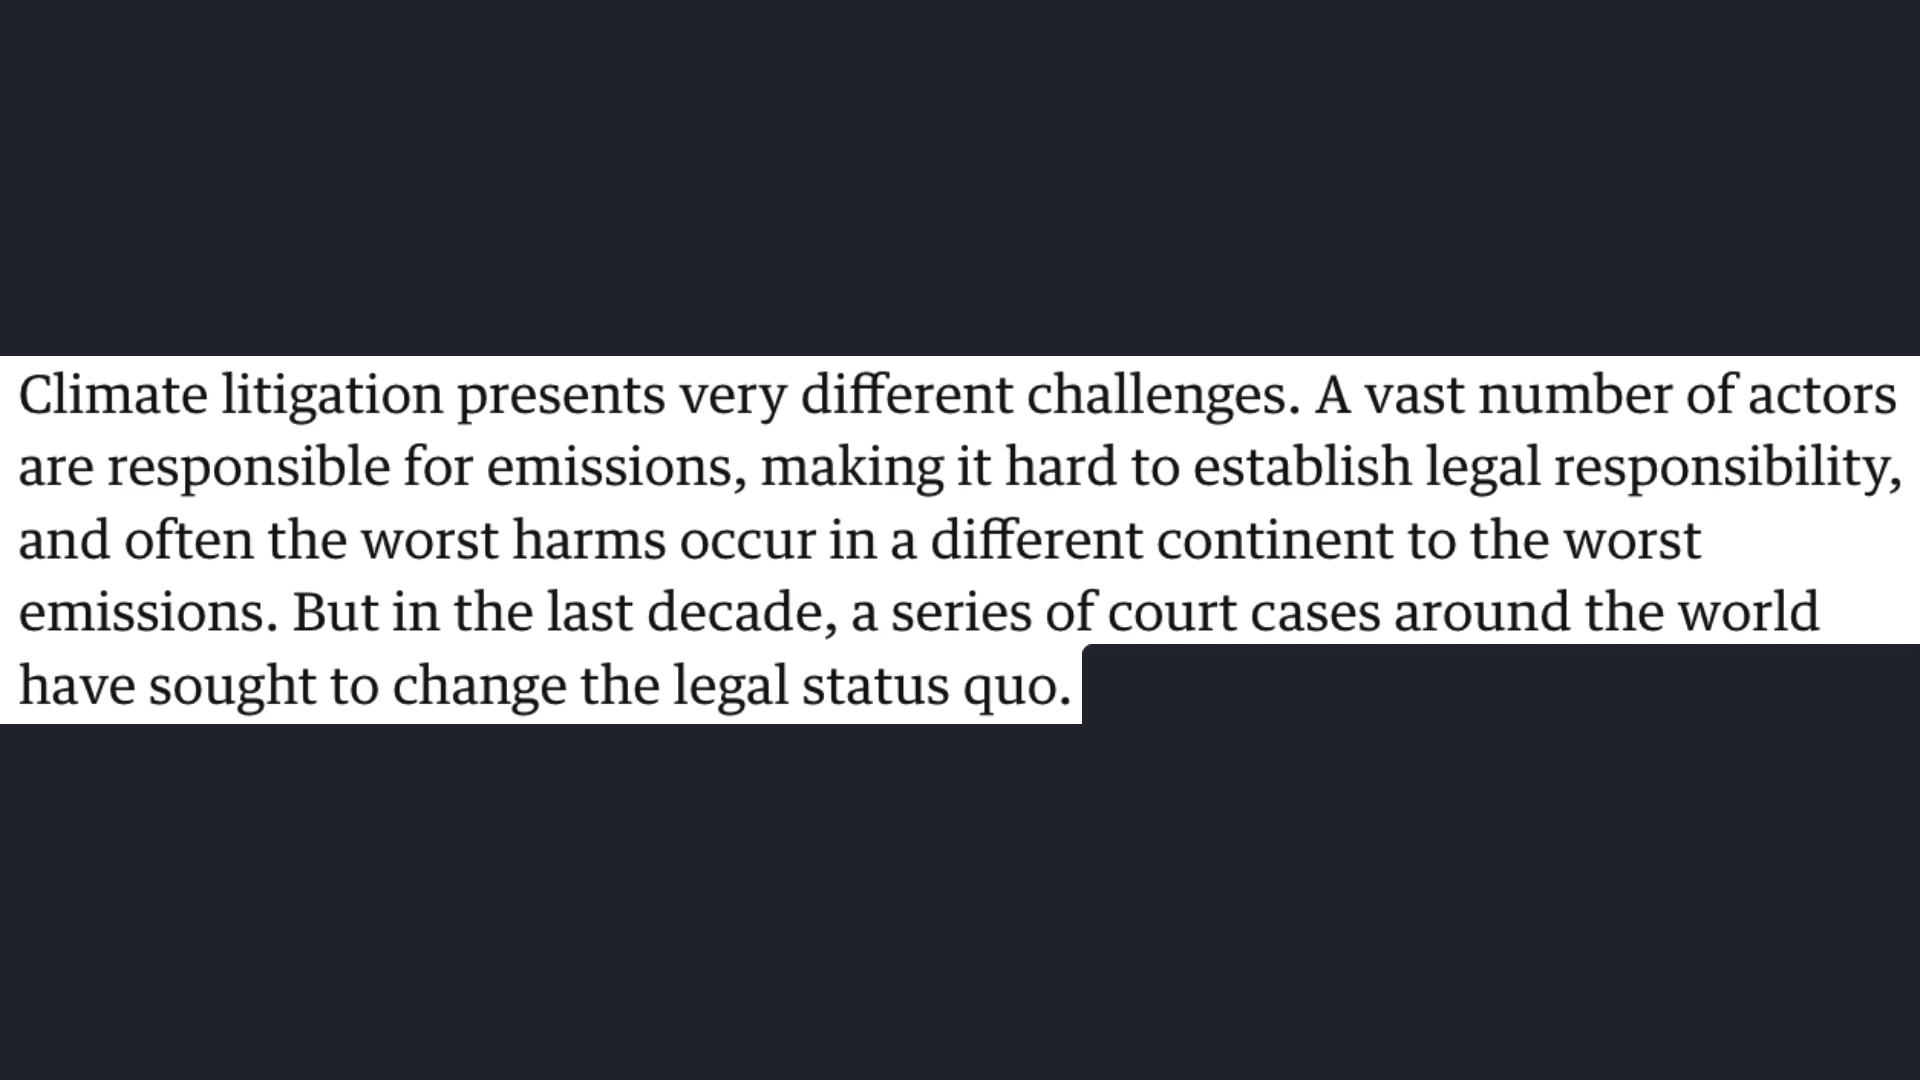 Climate litigation presents very different challenges. A vast number of actors
are responsible for emissions, making it hard to establish legal responsibility,
and often the worst harms occur in a different continent to the worst
emissions. But in the last decade, a series of court cases around the world
have sought to change the legal status quo.